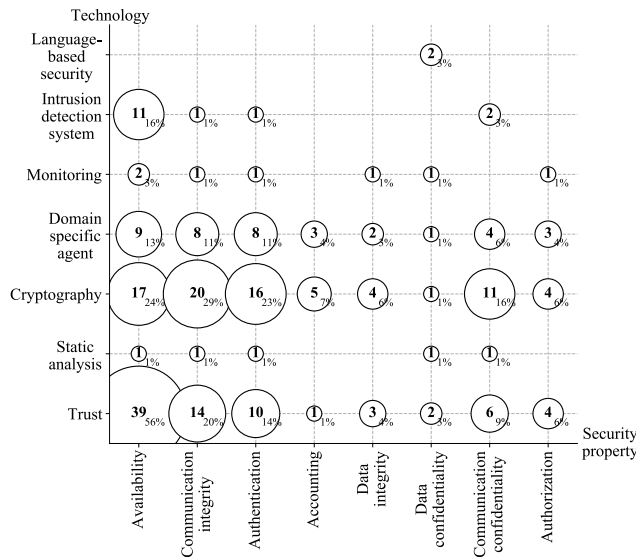 Technology
Language-
based
security
2
3%
Intrusion
detection
system
11
16%
1
1%
1
1%
2
3%
Monitoring
2
3%
1
1%
1
1%
1
1%
1
1%
1
1%
Domain
specific
agent
9
13%
8
11%
8
11%
3
4%
2
3%
1
1%
4
6%
3
4%
Cryptography
17
24%
20
29%
16
23%
5
7%
4
6%
1
1%
11
16%
4
6%
Static
analysis
1
1%
1
1%
1
1%
1
1%
1
1%
Trust
39
56%
14
20%
10
14%
1
1%
3
4%
2
3%
6
9%
4
6%
Security
property
Availability
Communication
integrity
Authentication
Accounting
Data
integrity
Data
confidentiality
Communication
confidentiality
Authorization